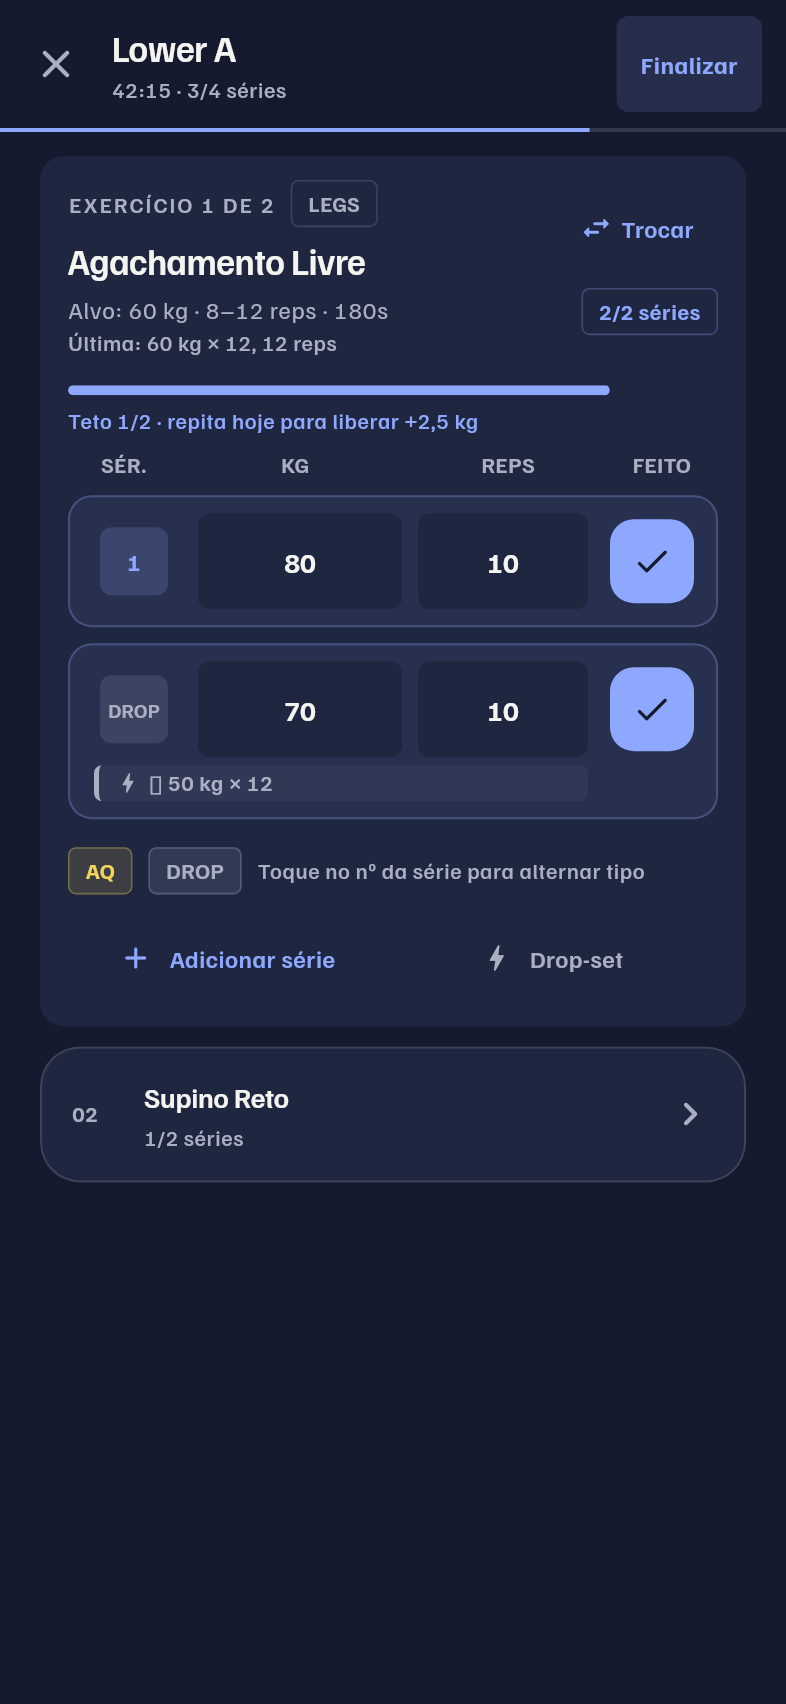 Lower A
42:15 · 3/4 séries
Finalizar
EXERCÍCIO 1 DE 2
LEGS
Trocar
Agachamento Livre
Alvo: 60 kg · 8–12 reps · 180s
2/2 séries
Última: 60 kg × 12, 12 reps
Teto 1/2 · repita hoje para liberar +2,5 kg
SÉR. KG REPS FEITO
1 80 10
DROP 70 10
50 kg × 12
AQ DROP Toque no nº da série para alternar tipo
Adicionar série Drop-set
02
Supino Reto
1/2 séries